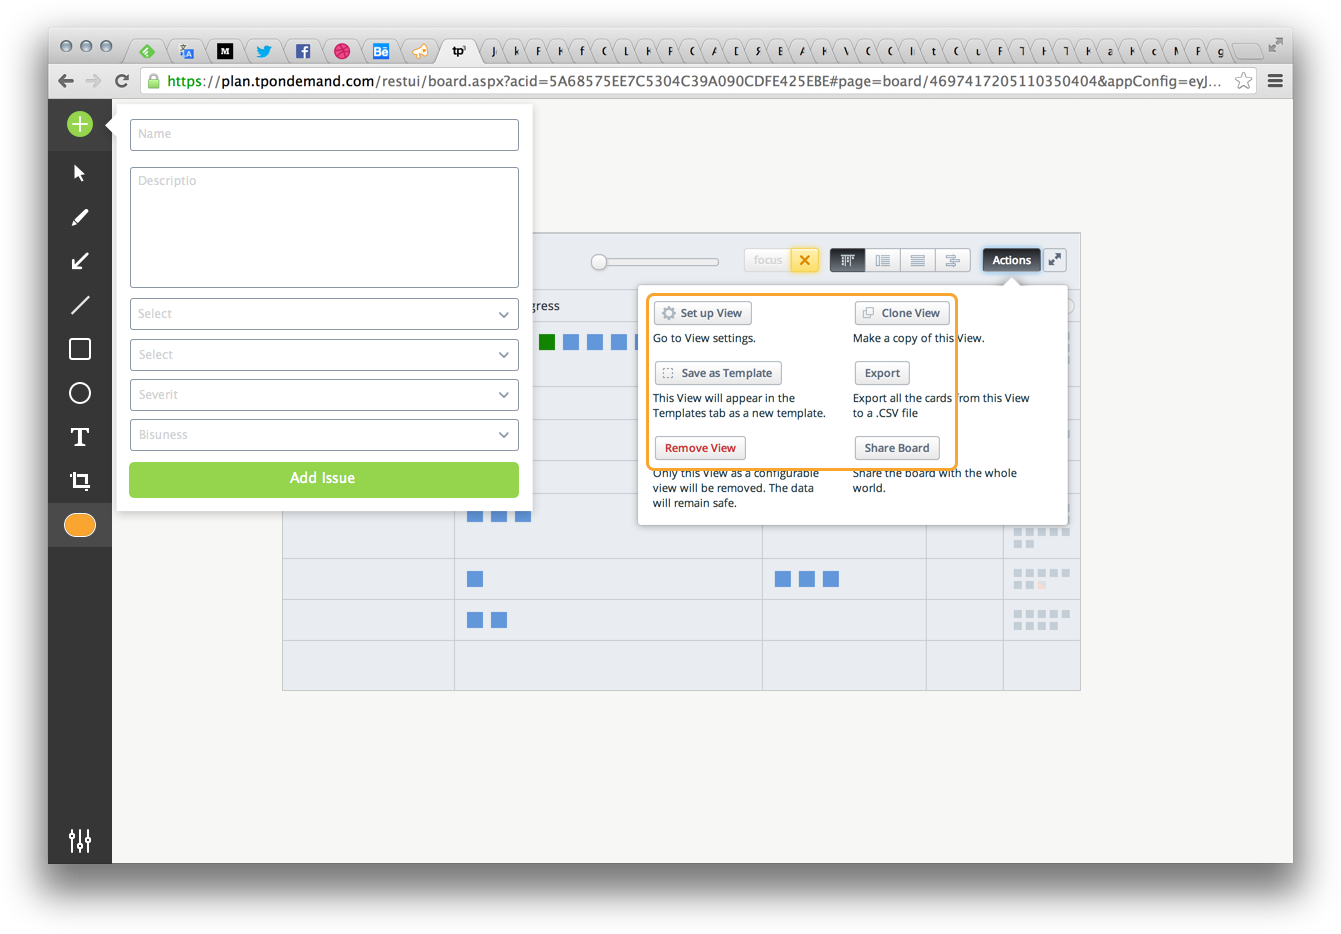 M
Bē
tp³
J
k
F
f
C
L
F
C
A
D
E
A
V
C
C
t
C
u
F
T
T
a
c
M
F
g
https://plan.tpondemand.com/restui/board.aspx?acid=5A68575EE7C5304C39A090CDFE425EBE#page=board/4697417205110350404&appConfig=eyJ...
Name
Descriptio
Select
Select
Severit
Bisuness
Add Issue
T
focus
Actions
gress
Set up View
Go to View settings.
Clone View
Make a copy of this View.
Save as Template
This View will appear in the
Templates tab as a new template.
Export
Export all the cards from this View
to a .CSV file
Remove View
Only this View as a configurable
view will be removed. The data
will remain safe.
Share Board
Share the board with the whole
world.